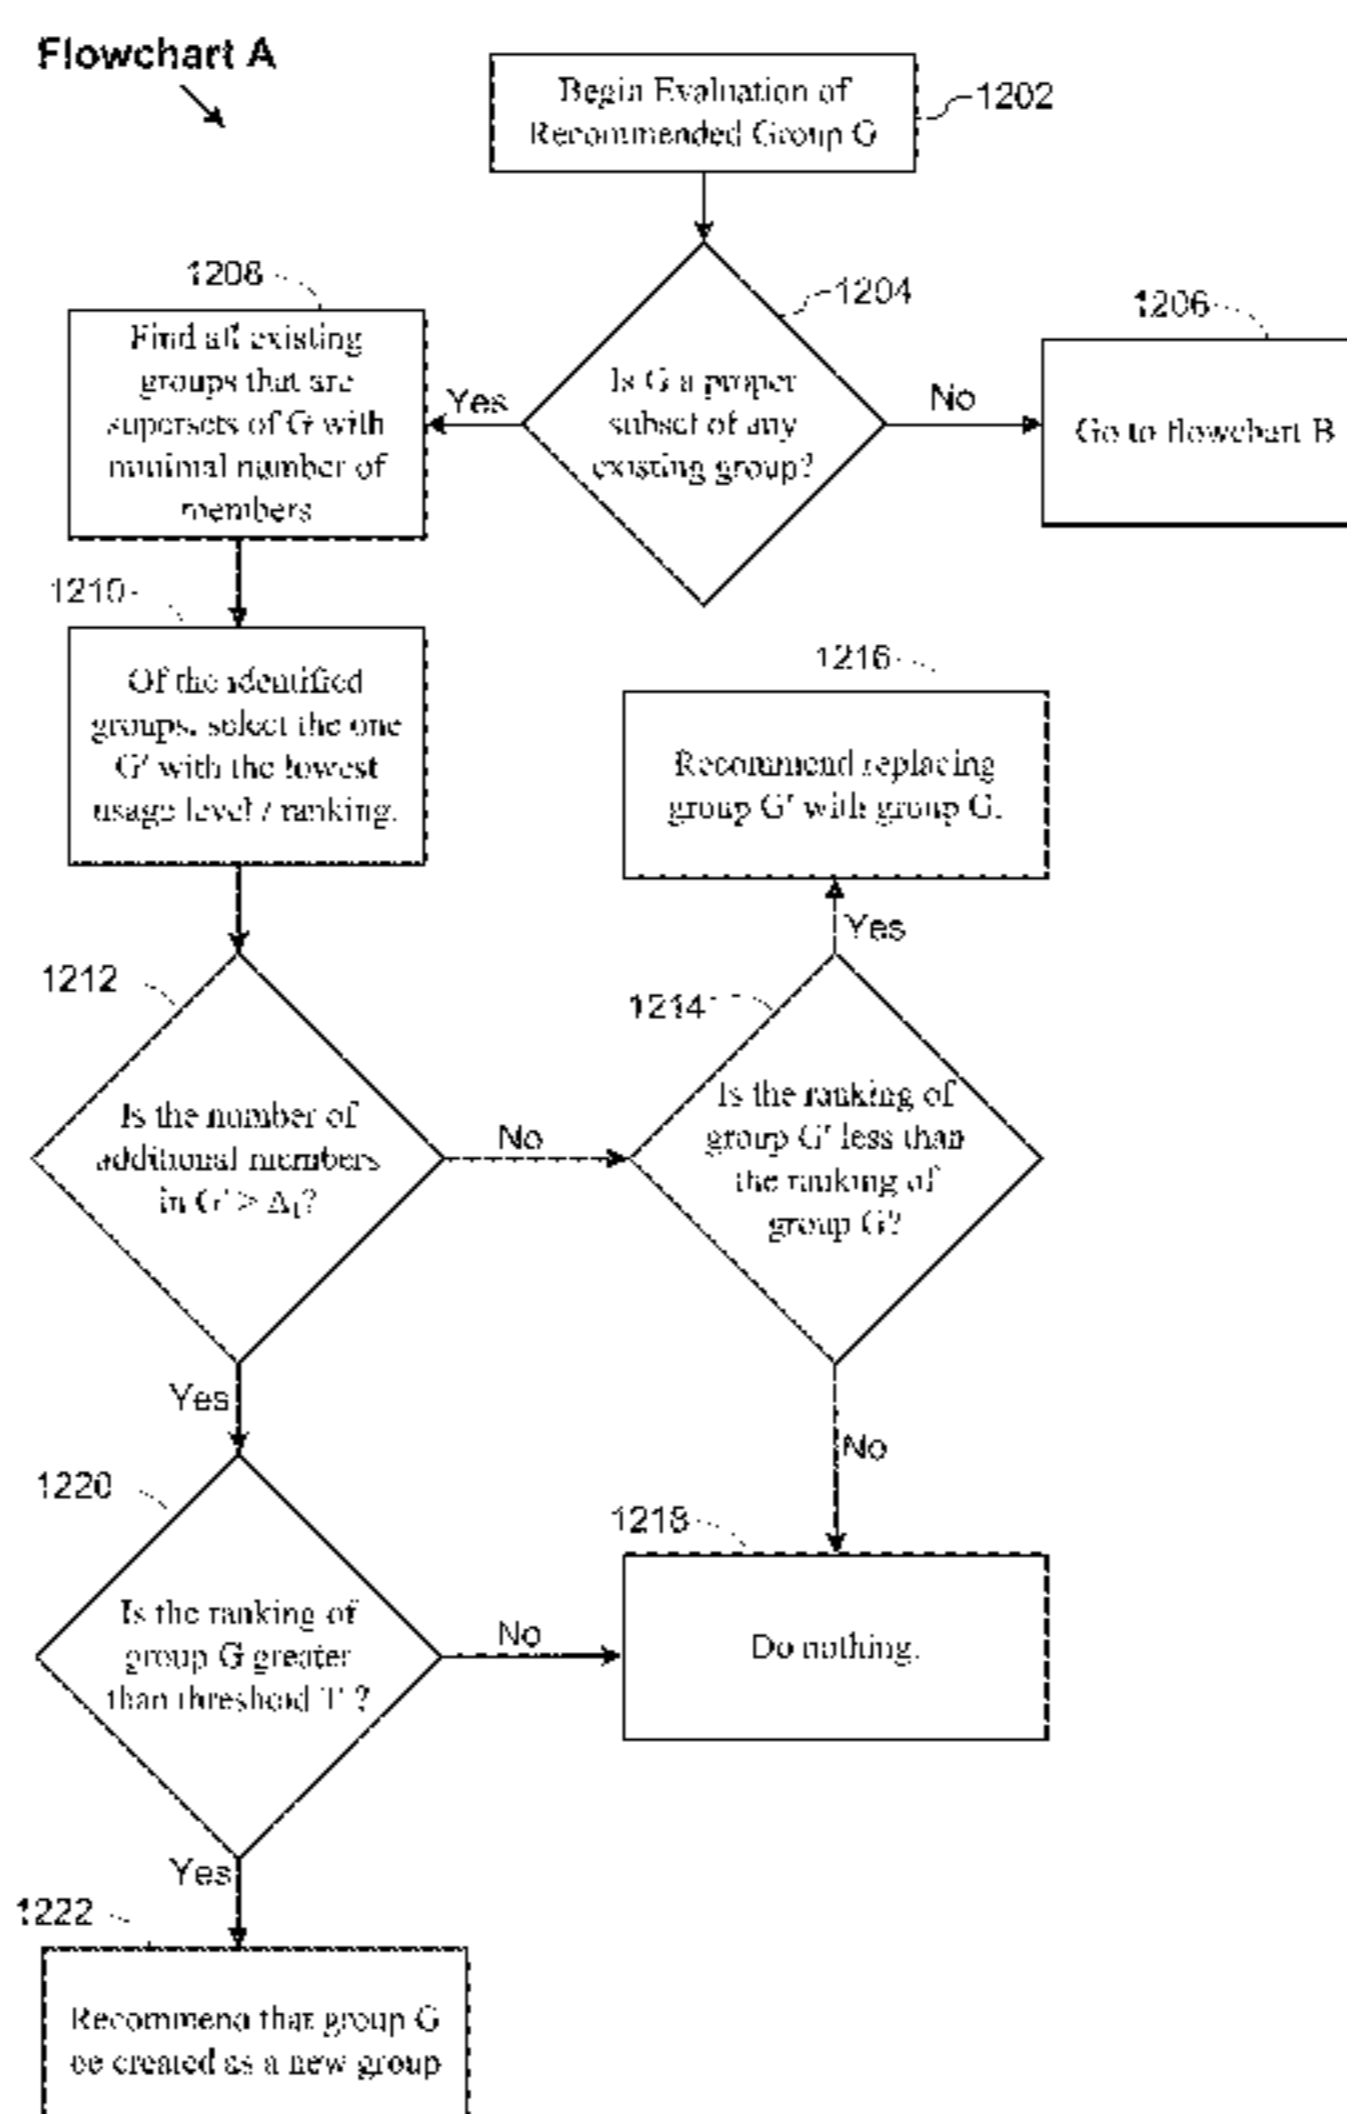 Flowchart A
Begin Evaluation of
Recommended Group G
1202
1204
Is G a proper
subset of any
existing group?
Yes
No
1206
Go to flowchart B
1208
Find all existing
groups that are
supersets of G with
minimal number of
members
1210
Of the identified
groups, select the one
G' with the lowest
usage level / ranking.
1212
Is the number of
additional members
in G' > Δ₁?
No
Yes
1214
Is the ranking of
group G' less than
the ranking of
group G?
Yes
No
1216
Recommend replacing
group G' with group G.
1218
Do nothing.
1220
Is the ranking of
group G greater
than threshold T ?
No
Yes
1222
Recommend that group G
be created as a new group